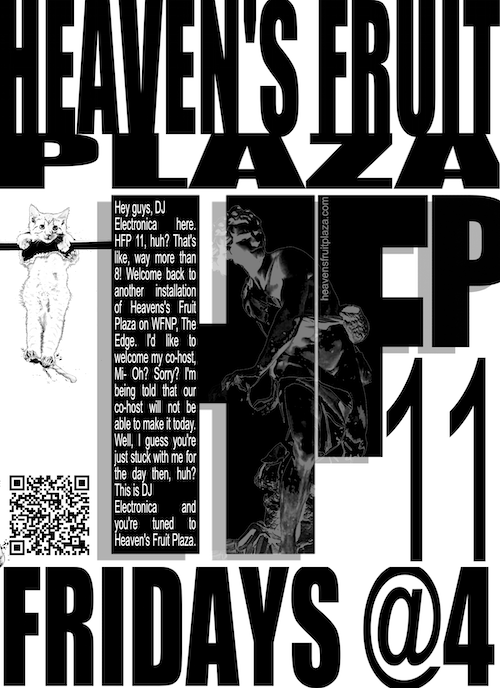 HEAVEN'S FRUIT
PLAZA
HFP
11
Hey guys, DJ
Electronica here.
HFP 11, huh? That's
like, way more than
8! Welcome back to
another installation
of Heavens's Fruit
Plaza on WFNP, The
Edge. I'd like to
welcome my co-host,
Mi- Oh? Sorry? I'm
being told that our
co-host will not be
able to make it today.
Well, I guess you're
just stuck with me for
the day then, huh?
This is DJ
Electronica and
you're tuned to
Heaven's Fruit Plaza.
heavensfruitplaza.com
FRIDAYS @4